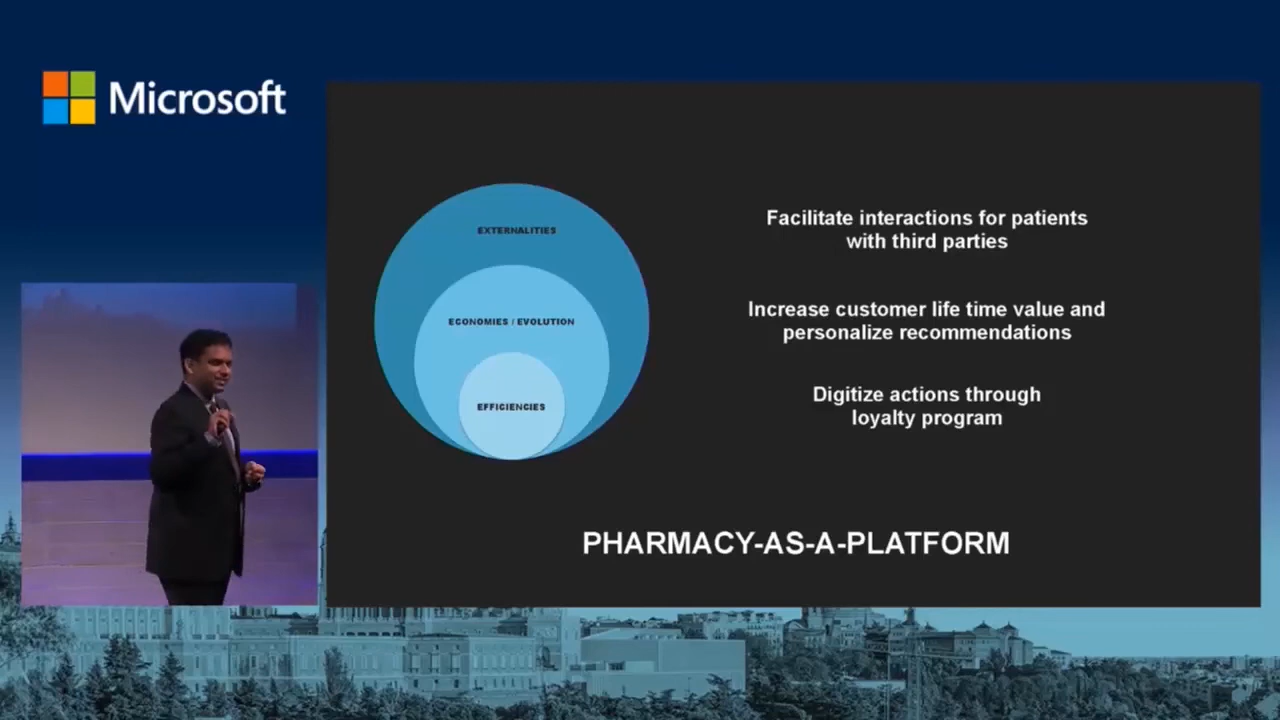 Microsoft
EXTERNALITIES
ECONOMIES / EVOLUTION
EFFICIENCIES
Facilitate interactions for patients
with third parties
Increase customer life time value and
personalize recommendations
Digitize actions through
loyalty program
PHARMACY-AS-A-PLATFORM